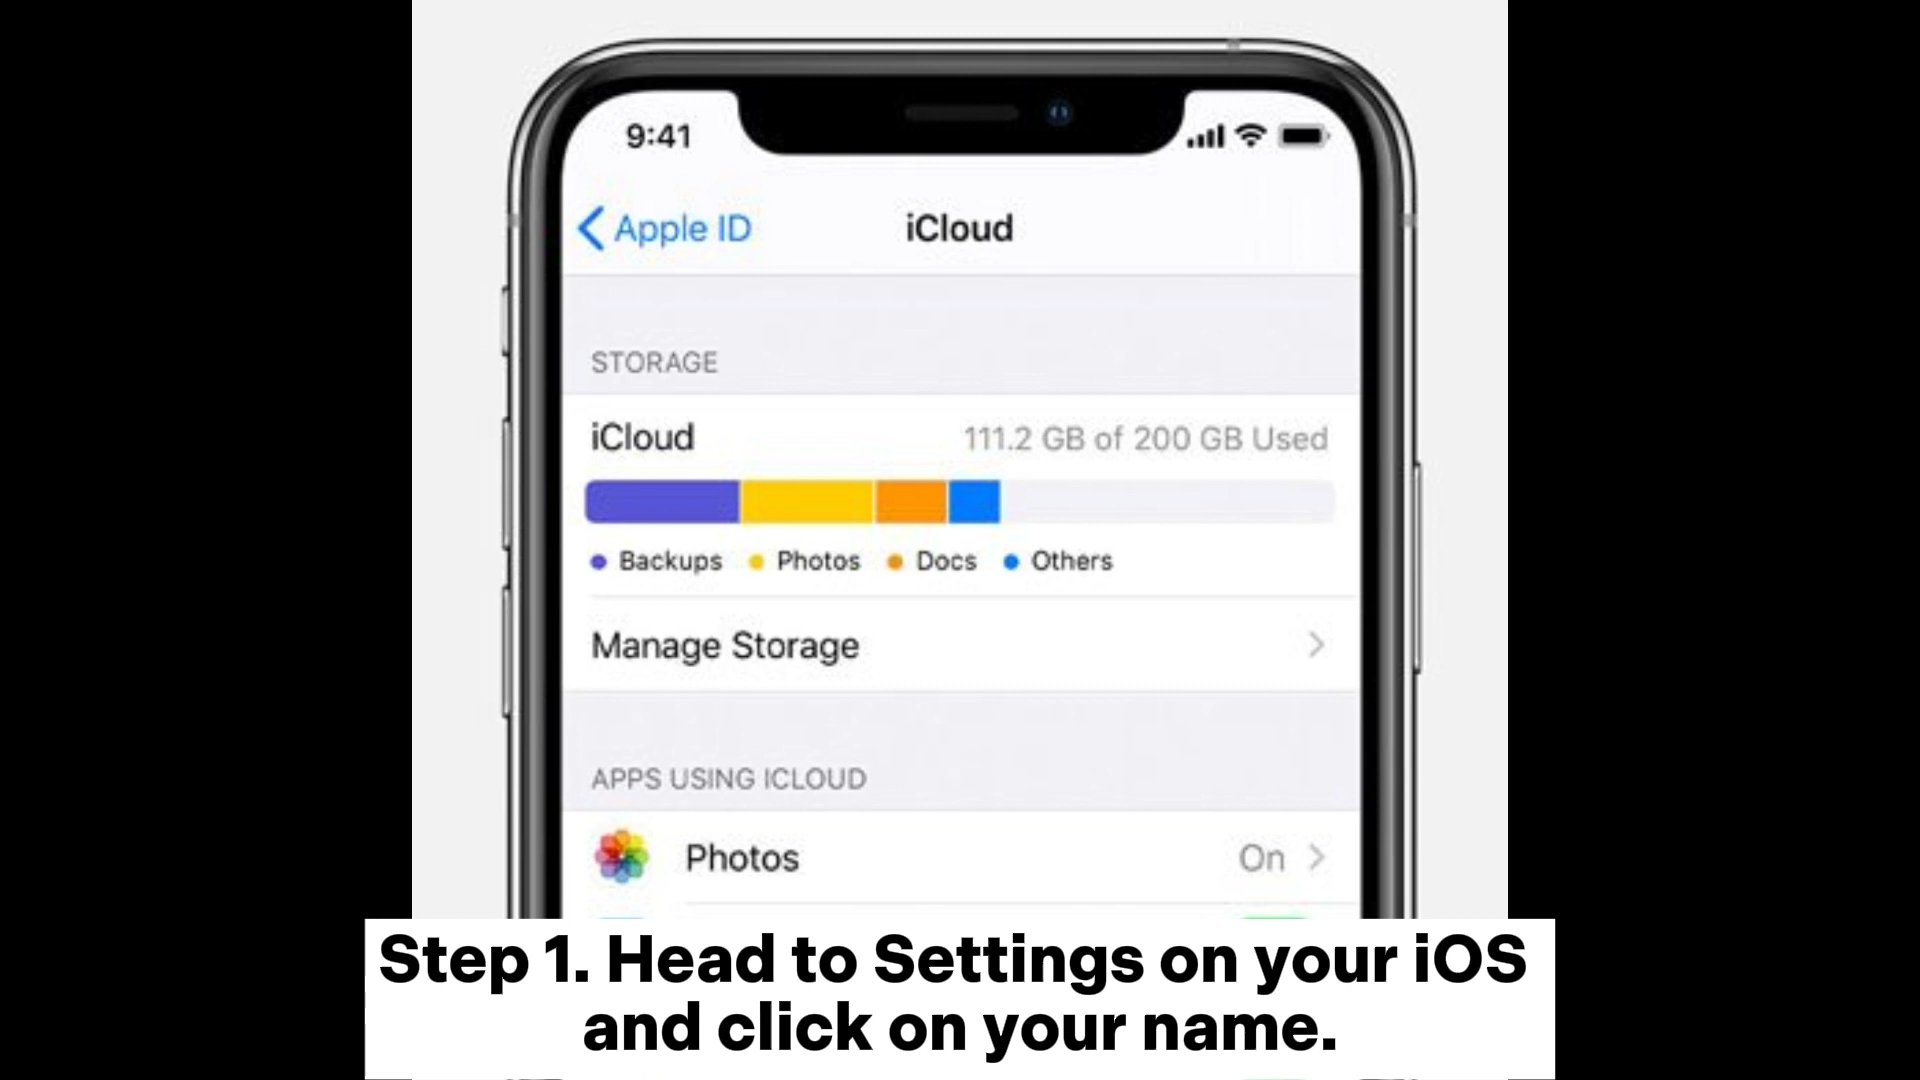 9:41
Apple ID
iCloud
STORAGE
iCloud
111.2 GB of 200 GB Used
Backups Photos Docs Others
Manage Storage
APPS USING ICLOUD
Photos
On
Step 1. Head to Settings on your iOS
and click on your name.